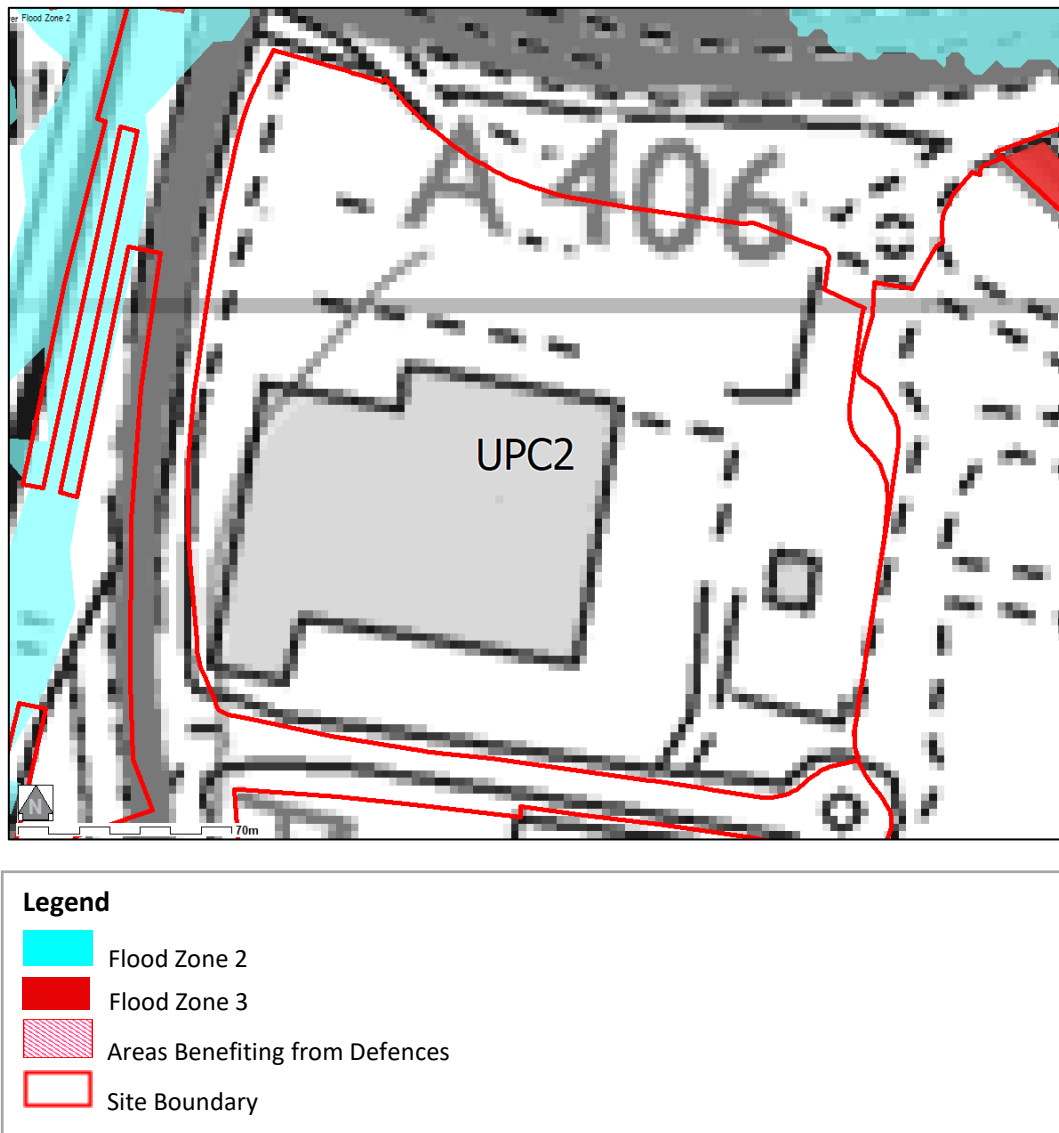 er Flood Zone 2
A 406
UPC2
N
70m
Legend
Flood Zone 2
Flood Zone 3
Areas Benefiting from Defences
Site Boundary